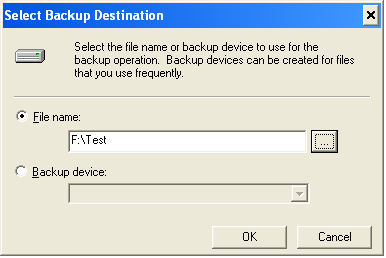 Select Backup Destination
Select the file name or backup device to use for the
backup operation. Backup devices can be created for files
that you use frequently.
File name:
F:\Test
...
Backup device:
OK Cancel